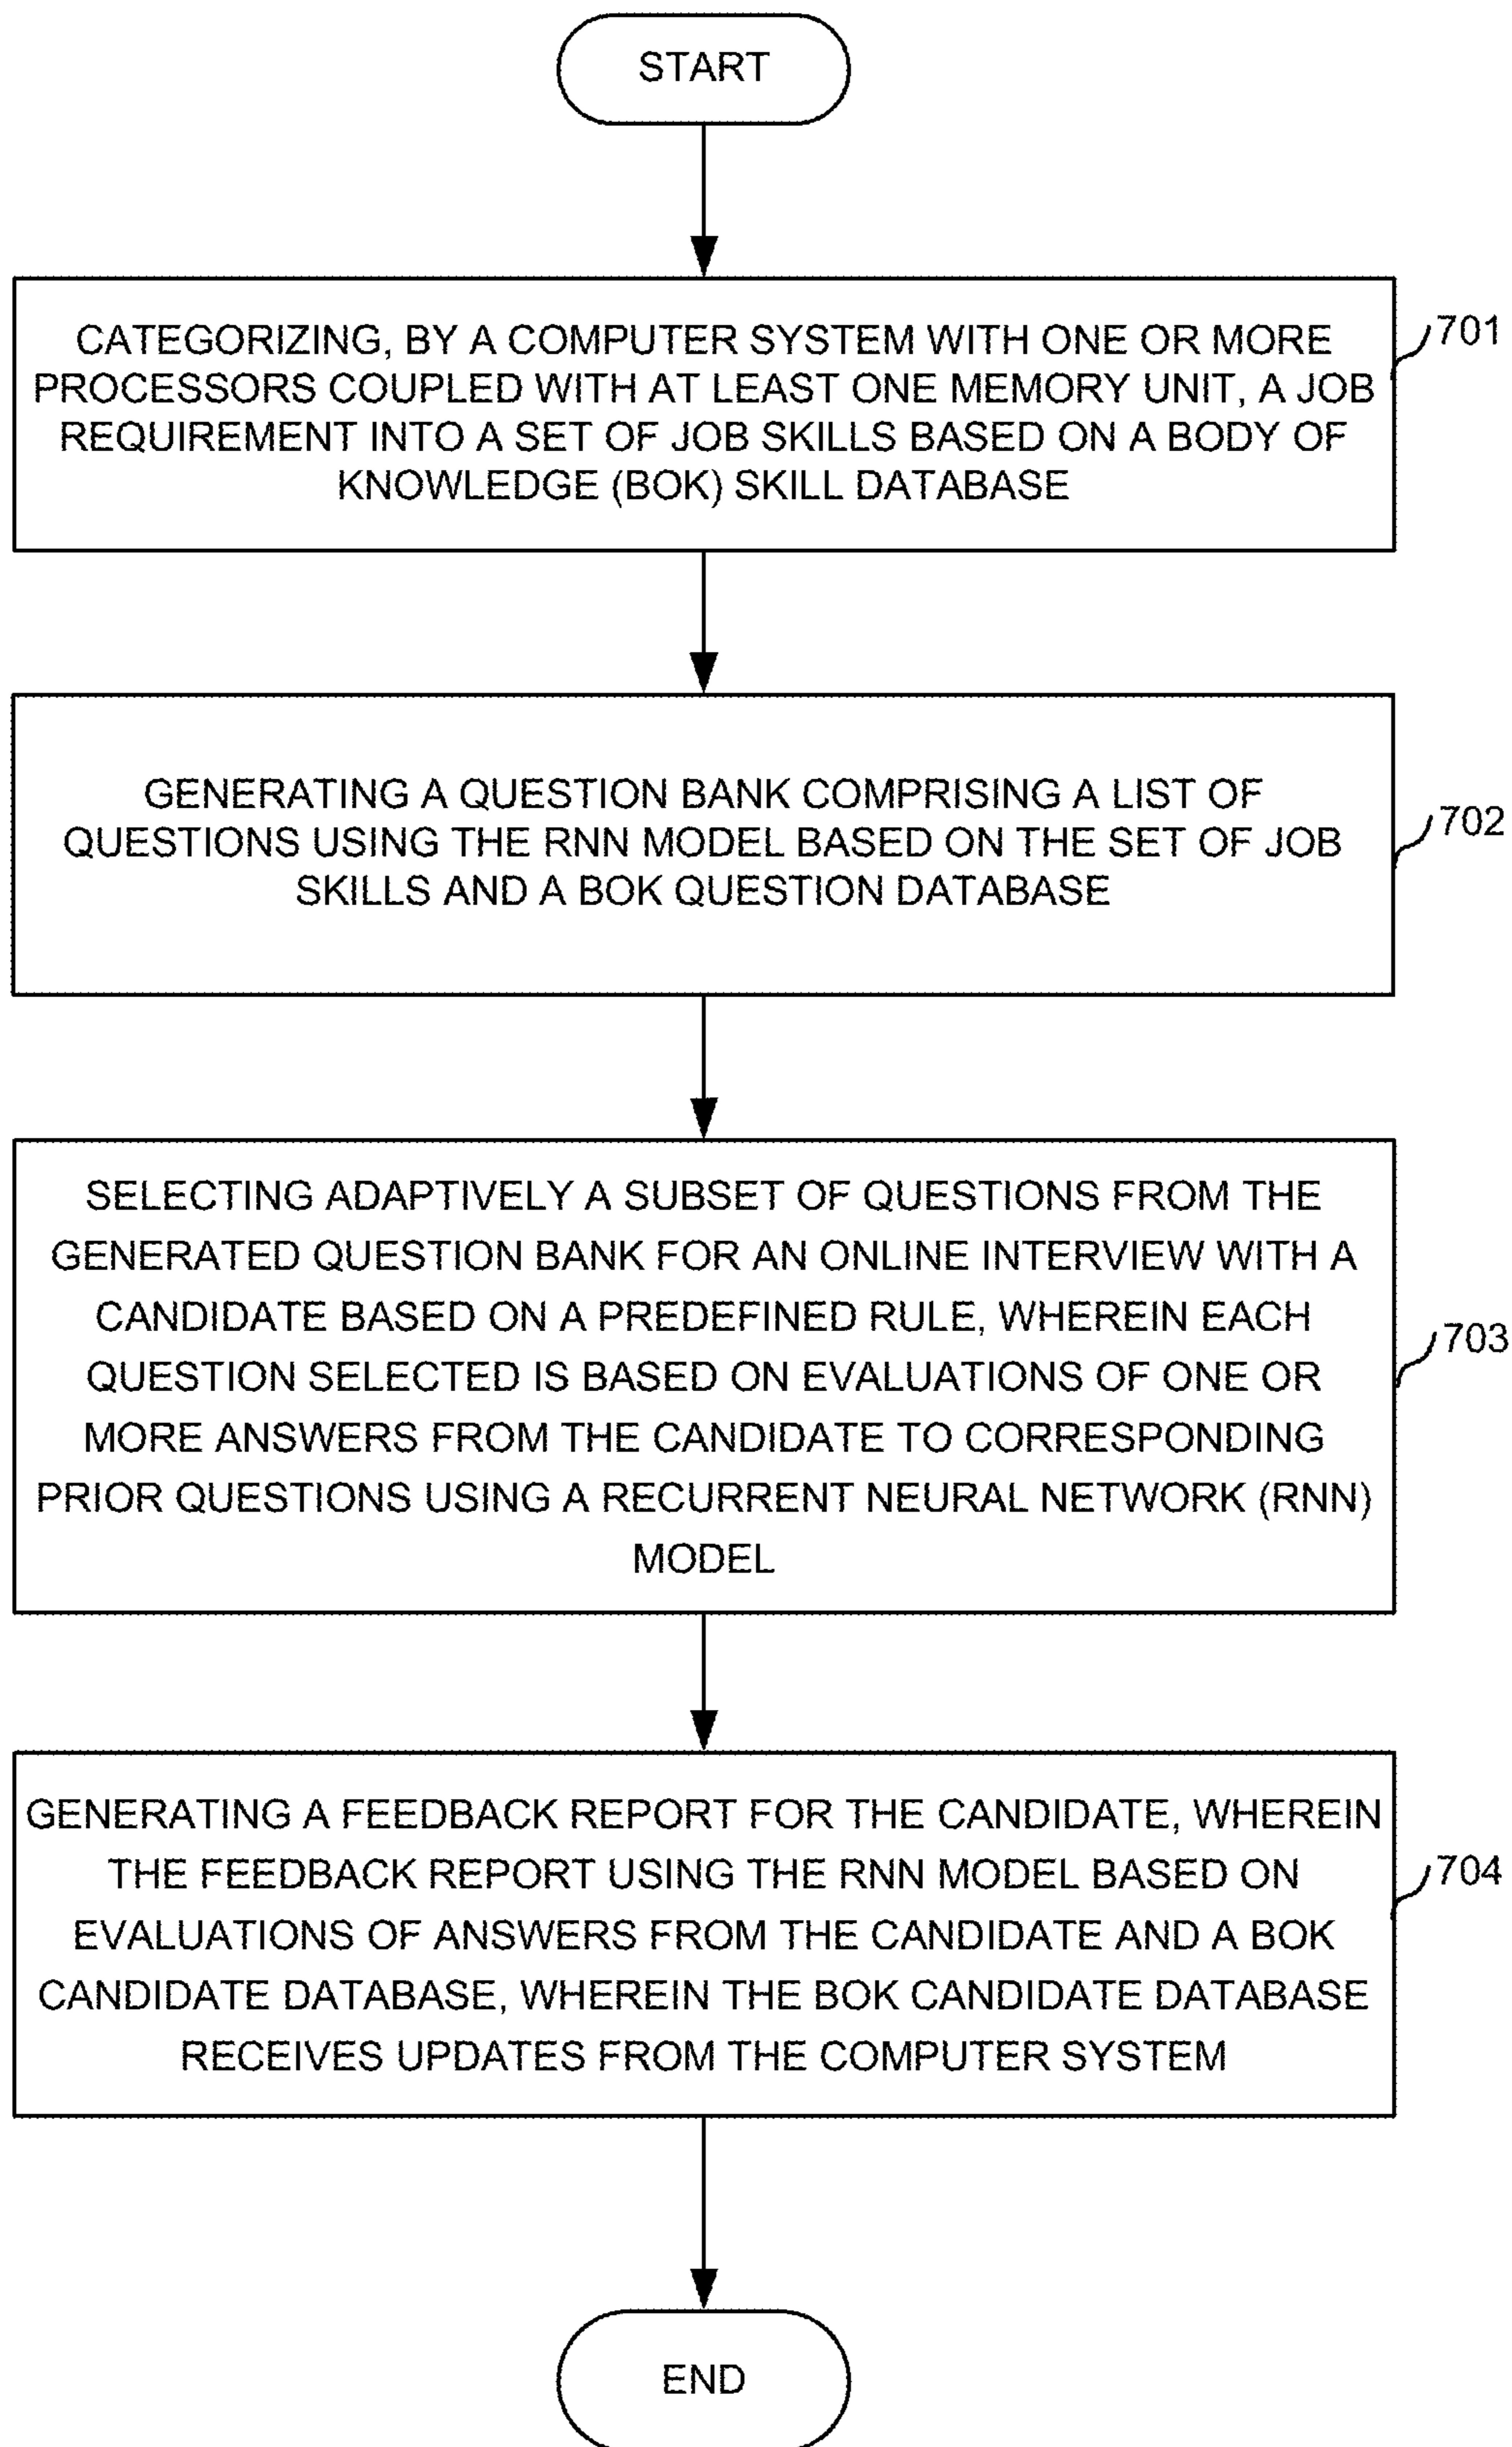 START
CATEGORIZING, BY A COMPUTER SYSTEM WITH ONE OR MORE
PROCESSORS COUPLED WITH AT LEAST ONE MEMORY UNIT, A JOB
REQUIREMENT INTO A SET OF JOB SKILLS BASED ON A BODY OF
KNOWLEDGE (BOK) SKILL DATABASE
701
GENERATING A QUESTION BANK COMPRISING A LIST OF
QUESTIONS USING THE RNN MODEL BASED ON THE SET OF JOB
SKILLS AND A BOK QUESTION DATABASE
702
SELECTING ADAPTIVELY A SUBSET OF QUESTIONS FROM THE
GENERATED QUESTION BANK FOR AN ONLINE INTERVIEW WITH A
CANDIDATE BASED ON A PREDEFINED RULE, WHEREIN EACH
QUESTION SELECTED IS BASED ON EVALUATIONS OF ONE OR
MORE ANSWERS FROM THE CANDIDATE TO CORRESPONDING
PRIOR QUESTIONS USING A RECURRENT NEURAL NETWORK (RNN)
MODEL
703
GENERATING A FEEDBACK REPORT FOR THE CANDIDATE, WHEREIN
THE FEEDBACK REPORT USING THE RNN MODEL BASED ON
EVALUATIONS OF ANSWERS FROM THE CANDIDATE AND A BOK
CANDIDATE DATABASE, WHEREIN THE BOK CANDIDATE DATABASE
RECEIVES UPDATES FROM THE COMPUTER SYSTEM
704
END